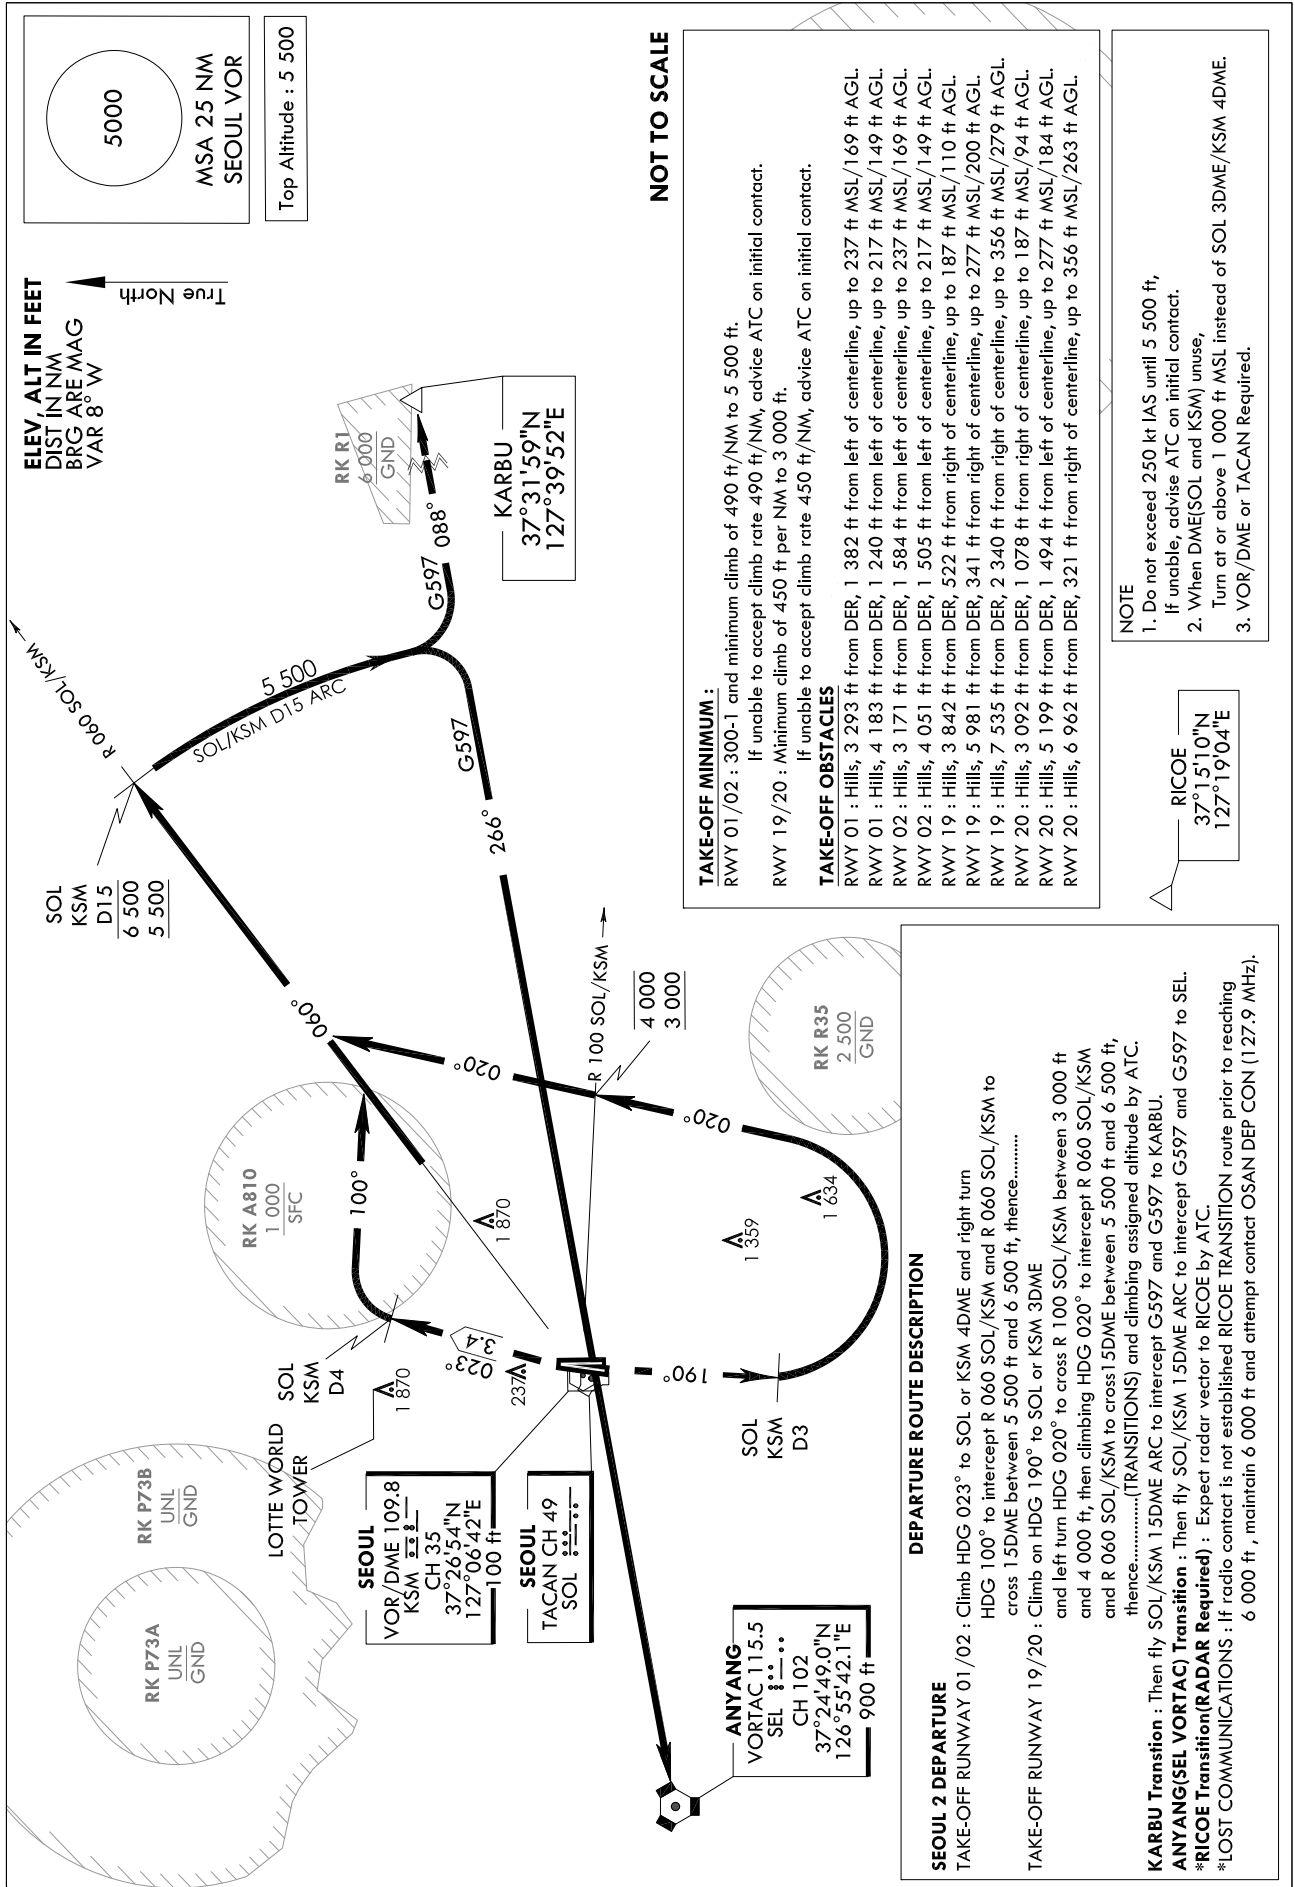 ELEV, ALT IN FEET
DIST IN NM
BRG ARE MAG
VAR 8° W
True North
5000
MSA 25 NM
SEOUL VOR
Top Altitude : 5 500
RK P73B
UNL
GND
RK P73A
UNL
GND
LOTTE WORLD
TOWER
1 870
SOL
KSM
D4
RK A810
1 000
SFC
100°
023°
3.4
237
1 870
SOL
KSM
D15
6 500
5 500
R 060 SOL/KSM
060°
5 500
SOL/KSM D15 ARC
G597
266°
G597
088°
RK R1
6 000
GND
KARBU
37°31'59"N
127°39'52"E
SEOUL
VOR/DME 109.8
KSM
CH 35
37°26'54"N
127°06'42"E
100 ft
SEOUL
TACAN CH 49
SOL
ANYANG
VORTAC 115.5
SEL
CH 102
37°24'49.0"N
126°55'42.1"E
900 ft
190°
SOL
KSM
D3
1 359
1 634
020°
020°
R 100 SOL/KSM
4 000
3 000
RK R35
2 500
GND
NOT TO SCALE
TAKE-OFF MINIMUM :
RWY 01/02 : 300-1 and minimum climb of 490 ft/NM to 5 500 ft.
If unable to accept climb rate 490 ft/NM, advice ATC on initial contact.
RWY 19/20 : Minimum climb of 450 ft per NM to 3 000 ft.
If unable to accept climb rate 450 ft/NM, advice ATC on initial contact.
TAKE-OFF OBSTACLES
RWY 01 : Hills, 3 293 ft from DER, 1 382 ft from left of centerline, up to 237 ft MSL/169 ft AGL.
RWY 01 : Hills, 4 183 ft from DER, 1 240 ft from left of centerline, up to 217 ft MSL/149 ft AGL.
RWY 02 : Hills, 3 171 ft from DER, 1 584 ft from left of centerline, up to 237 ft MSL/169 ft AGL.
RWY 02 : Hills, 4 051 ft from DER, 1 505 ft from left of centerline, up to 217 ft MSL/149 ft AGL.
RWY 19 : Hills, 3 842 ft from DER, 522 ft from right of centerline, up to 187 ft MSL/110 ft AGL.
RWY 19 : Hills, 5 981 ft from DER, 341 ft from right of centerline, up to 277 ft MSL/200 ft AGL.
RWY 19 : Hills, 7 535 ft from DER, 2 340 ft from right of centerline, up to 356 ft MSL/279 ft AGL.
RWY 20 : Hills, 3 092 ft from DER, 1 078 ft from right of centerline, up to 187 ft MSL/94 ft AGL.
RWY 20 : Hills, 5 199 ft from DER, 1 494 ft from left of centerline, up to 277 ft MSL/184 ft AGL.
RWY 20 : Hills, 6 962 ft from DER, 321 ft from right of centerline, up to 356 ft MSL/263 ft AGL.
RICOE
37°15'10"N
127°19'04"E
NOTE
1. Do not exceed 250 kt IAS until 5 500 ft,
If unable, advise ATC on initial contact.
2. When DME(SOL and KSM) unuse,
Turn at or above 1 000 ft MSL instead of SOL 3DME/KSM 4DME.
3. VOR/DME or TACAN Required.
DEPARTURE ROUTE DESCRIPTION
SEOUL 2 DEPARTURE
TAKE-OFF RUNWAY 01/02 : Climb HDG 023° to SOL or KSM 4DME and right turn
HDG 100° to intercept R 060 SOL/KSM and R 060 SOL/KSM to
cross 15DME between 5 500 ft and 6 500 ft, thence..........
TAKE-OFF RUNWAY 19/20 : Climb on HDG 190° to SOL or KSM 3DME
and left turn HDG 020° to cross R 100 SOL/KSM between 3 000 ft
and 4 000 ft, then climbing HDG 020° to intercept R 060 SOL/KSM
and R 060 SOL/KSM to cross15DME between 5 500 ft and 6 500 ft,
thence............(TRANSITIONS) and climbing assigned altitude by ATC.
KARBU Transtion : Then fly SOL/KSM 15DME ARC to intercept G597 and G597 to KARBU.
ANYANG(SEL VORTAC) Transition : Then fly SOL/KSM 15DME ARC to intercept G597 and G597 to SEL.
*RICOE Transition(RADAR Required) : Expect radar vector to RICOE by ATC.
*LOST COMMUNICATIONS : If radio contact is not established RICOE TRANSITION route prior to reaching
6 000 ft , maintain 6 000 ft and attempt contact OSAN DEP CON (127.9 MHz).